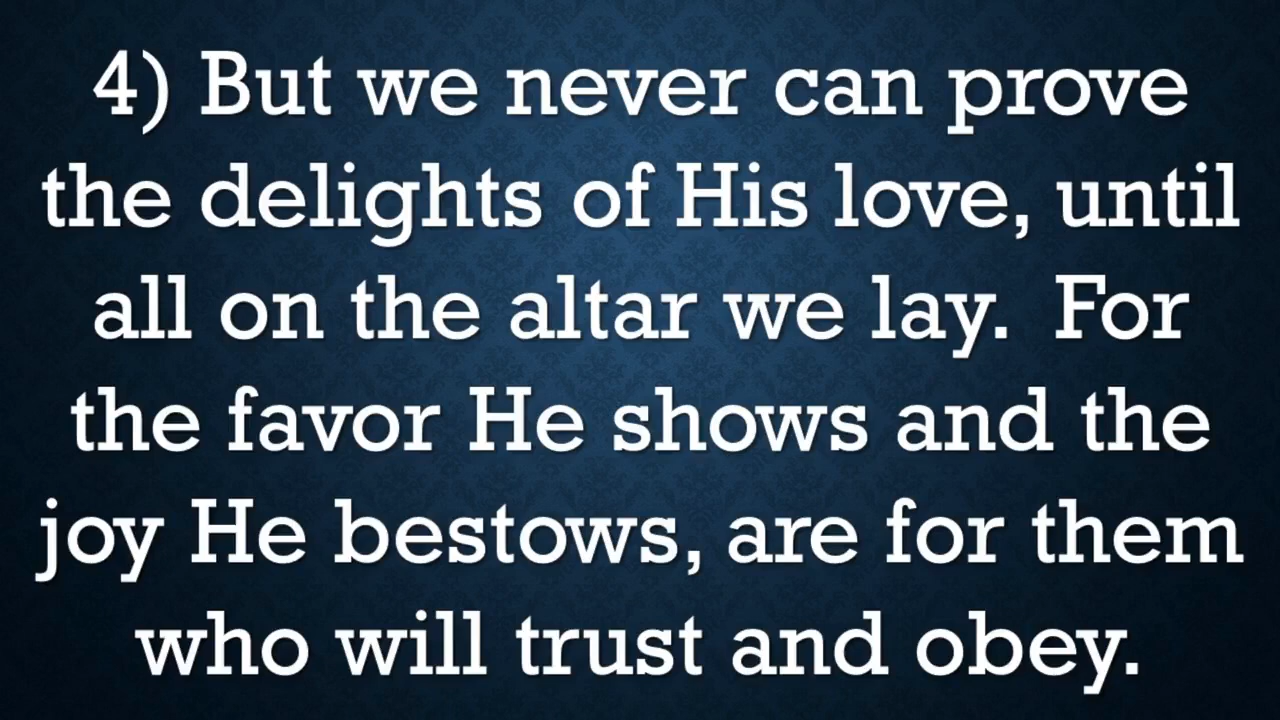 4) But we never can prove
the delights of His love, until
all on the altar we lay.  For
the favor He shows and the
joy He bestows, are for them
who will trust and obey.